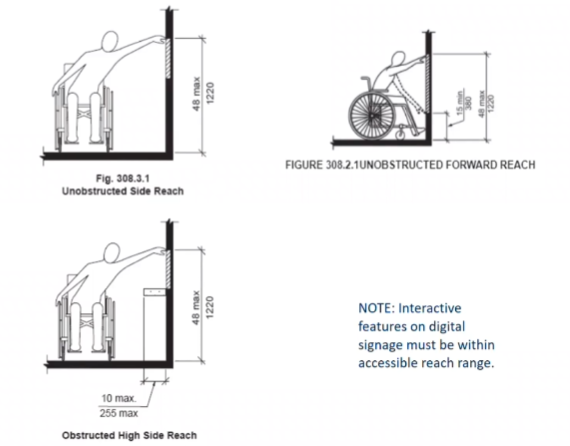 48 max
1220
Fig. 308.3.1
Unobstructed Side Reach
15 min.
380
48 max
1220
FIGURE 308.2.1UNOBSTRUCTED FORWARD REACH
48 max
1220
10 max.
255 max
Obstructed High Side Reach
NOTE: Interactive
features on digital
signage must be within
accessible reach range.